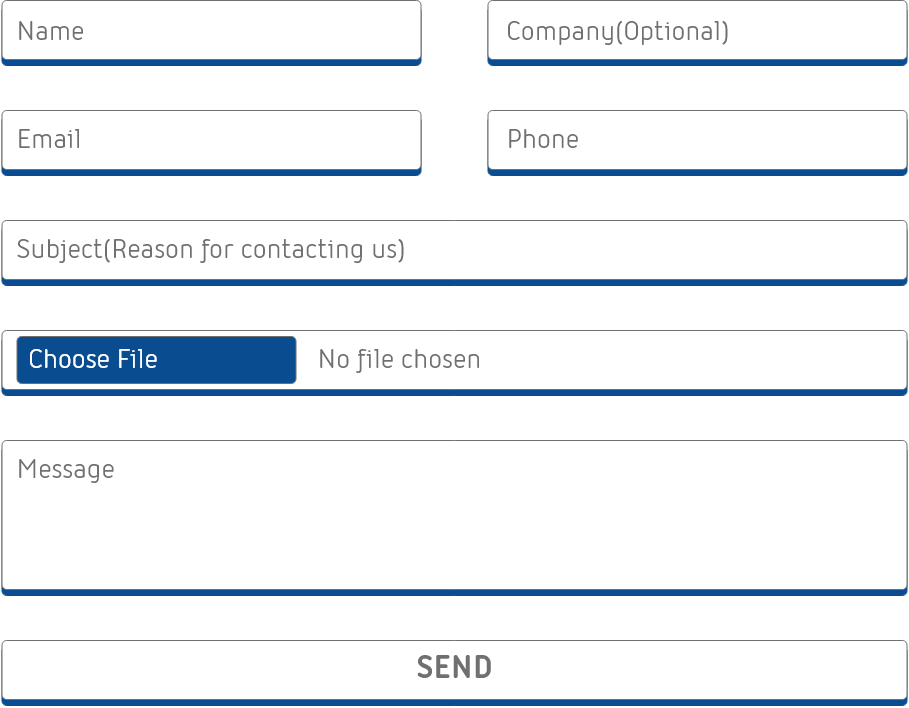 Name
Company(Optional)
Email
Phone
Subject(Reason for contacting us)
Choose File
No file chosen
Message
SEND